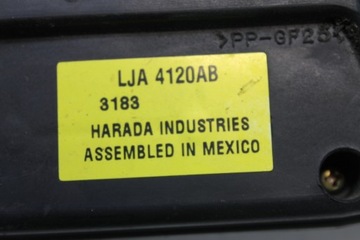 >PP-GF25
LJA 4120AB
3183
HARADA INDUSTRIES
ASSEMBLED IN MEXICO